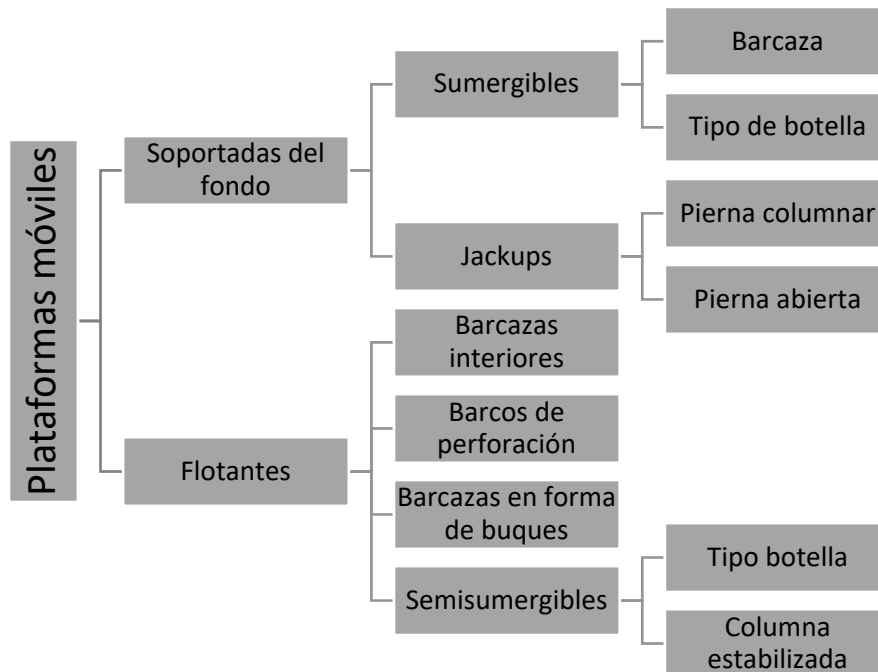 Plataformas móviles
Soportadas del
fondo
Sumergibles
Barcaza
Tipo de botella
Jackups
Pierna columnar
Pierna abierta
Flotantes
Barcazas
interiores
Barcos de
perforación
Barcazas en forma
de buques
Semisumergibles
Tipo botella
Columna
estabilizada